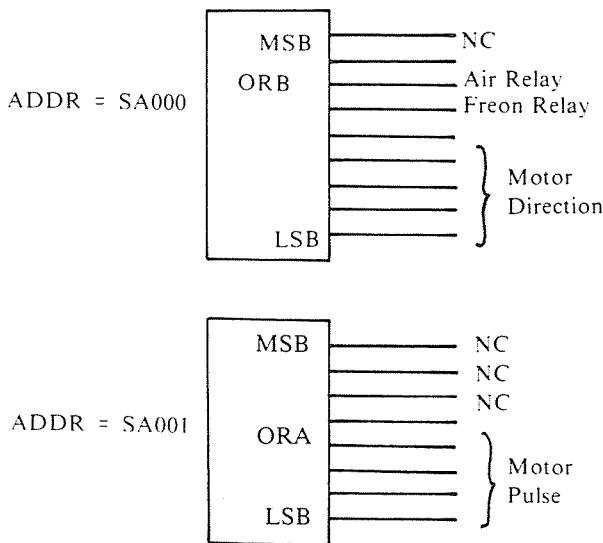 MSB NC
ORB Air Relay
ADDR = SA000 Freon Relay
Motor
Direction
LSB
MSB NC
NC
NC
ADDR = SA001 ORA
Motor
Pulse
LSB